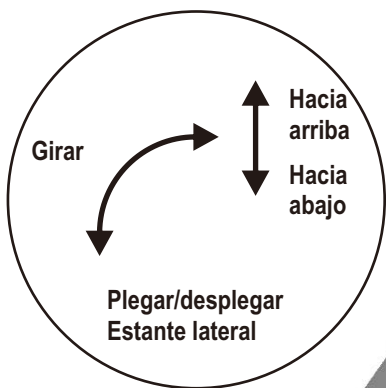 Hacia
arriba
Girar
Hacia
abajo
Plegar/desplegar
Estante lateral